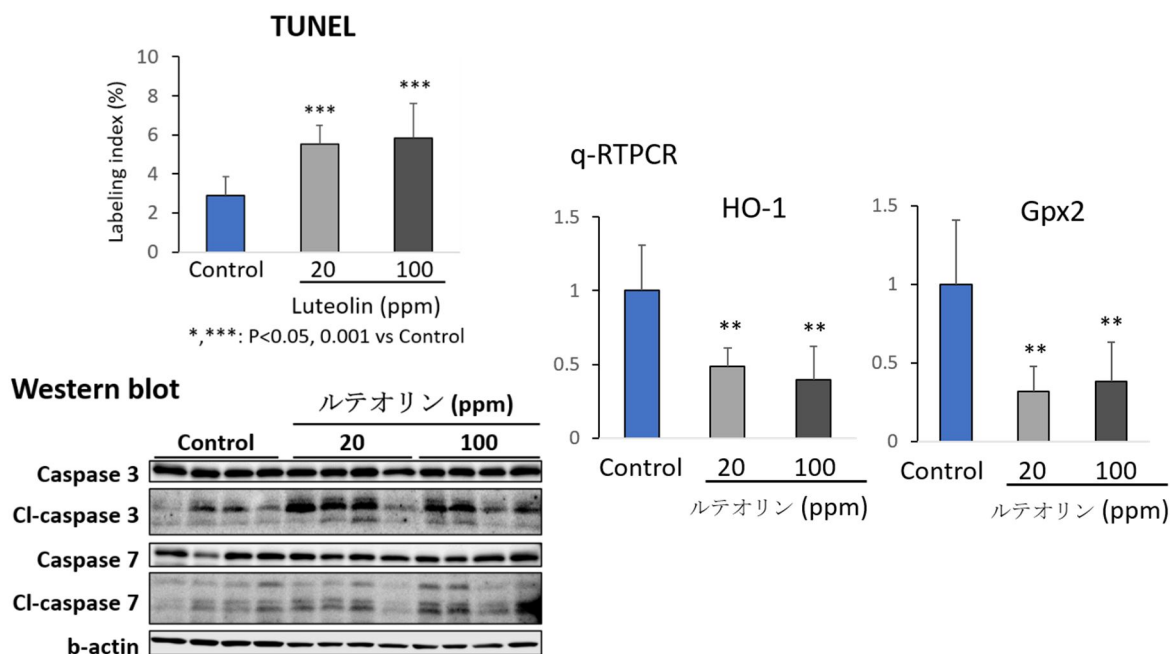 TUNEL
Labeling index (%)
10
8
6
4
2
0
***
***
Control
20
100
Luteolin (ppm)
*,***: P<0.05, 0.001 vs Control
Western blot
ルテオリン (ppm)
Control
20
100
Caspase 3
Cl-caspase 3
Caspase 7
Cl-caspase 7
b-actin
q-RTPCR
HO-1
1.5
1
0.5
0
**
**
Control
20
100
ルテオリン (ppm)
Gpx2
1.5
1
0.5
0
**
**
Control
20
100
ルテオリン (ppm)